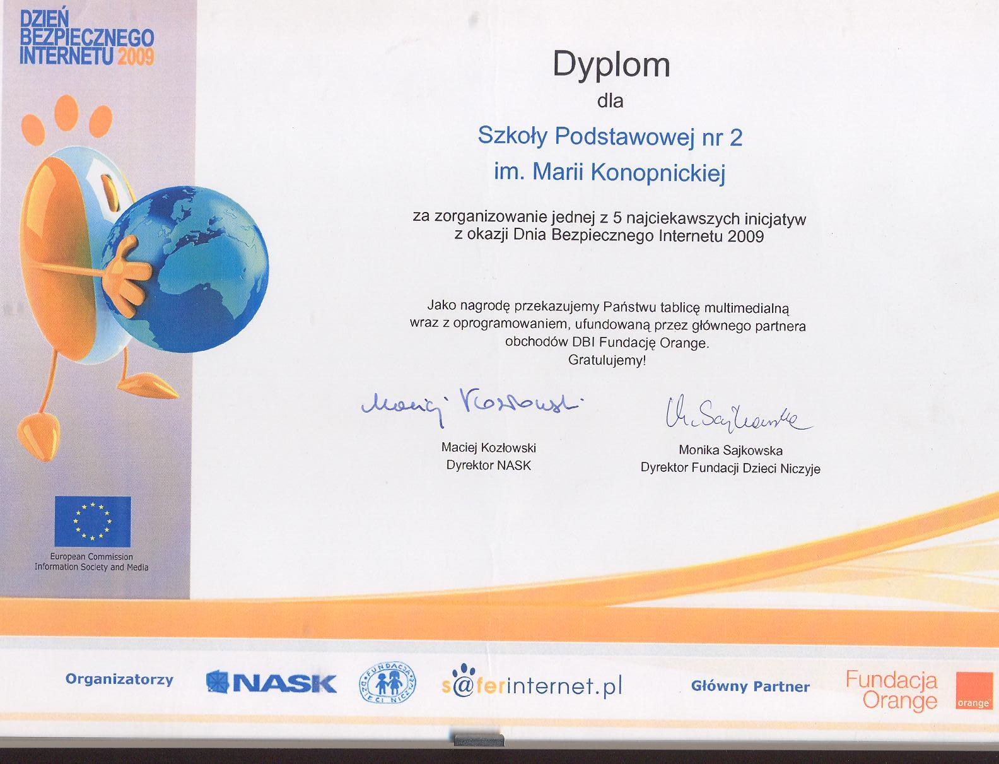 DZIEŃ
BEZPIECZNEGO
INTERNETU 2009
Dyplom
dla
Szkoły Podstawowej nr 2
im. Marii Konopnickiej
za zorganizowanie jednej z 5 najciekawszych inicjatyw
z okazji Dnia Bezpiecznego Internetu 2009
Jako nagrodę przekazujemy Państwu tablicę multimedialną
wraz z oprogramowaniem, ufundowaną przez głównego partnera
obchodów DBI Fundację Orange.
Gratulujemy!
Maciej Kozłowski
M. Sajkowska
Maciej Kozłowski
Dyrektor NASK
Monika Sajkowska
Dyrektor Fundacji Dzieci Niczyje
European Commission
Information Society and Media
Organizatorzy
NASK
FUNDACJA DZIECI NICZYJE
s@ferinternet.pl
Główny Partner
Fundacja
Orange
orange